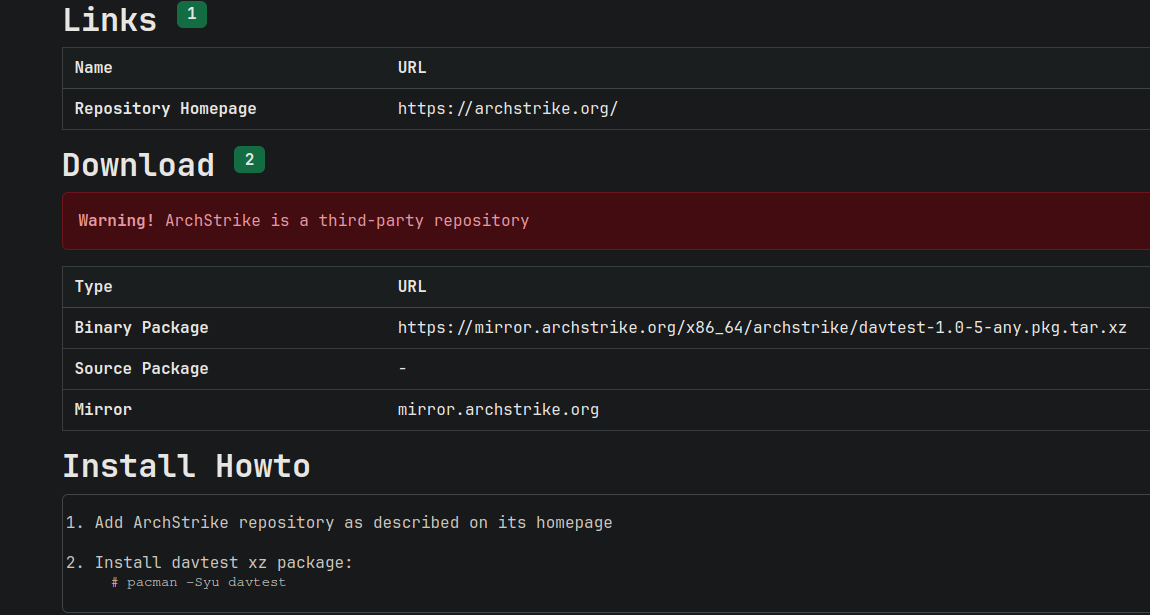 Links 1
Name URL
Repository Homepage https://archstrike.org/
Download 2
Warning! ArchStrike is a third-party repository
Type URL
Binary Package https://mirror.archstrike.org/x86_64/archstrike/davtest-1.0-5-any.pkg.tar.xz
Source Package -
Mirror mirror.archstrike.org
Install Howto
1. Add ArchStrike repository as described on its homepage
2. Install davtest xz package:
# pacman -Syu davtest